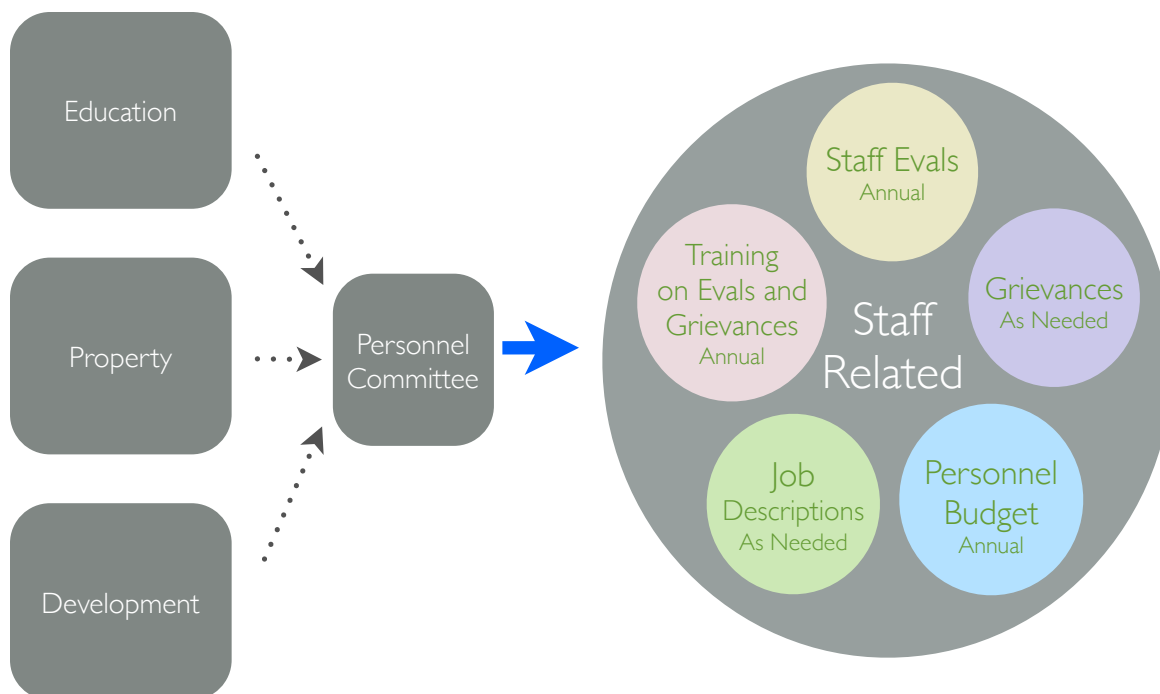 Education
Property
Development
Personnel
Committee
Staff
Related
Staff Evals
Annual
Grievances
As Needed
Personnel
Budget
Annual
Job
Descriptions
As Needed
Training
on Evals and
Grievances
Annual